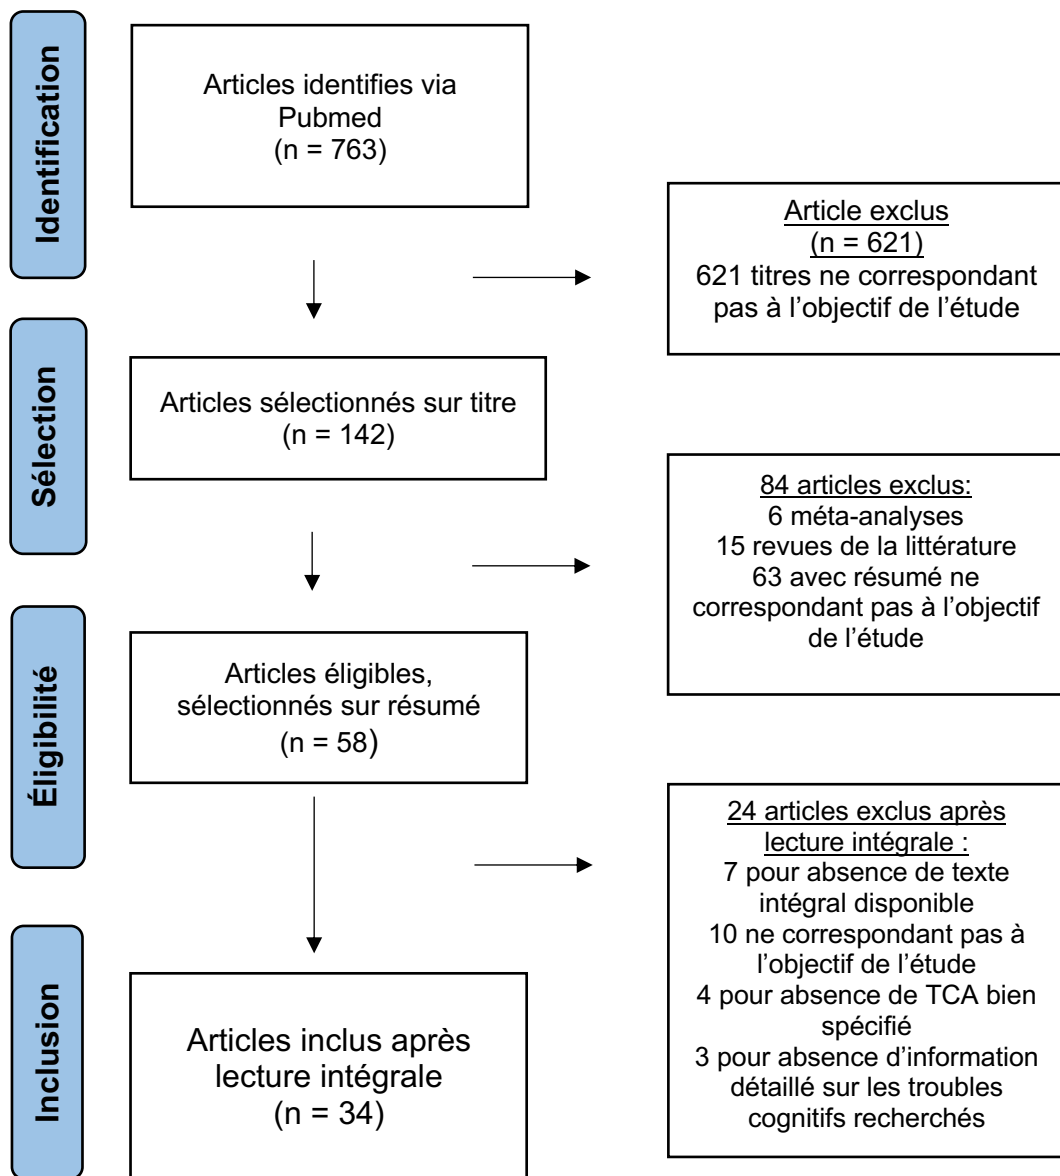 Identification
Articles identifies via
Pubmed
(n = 763)
Article exclus
(n = 621)
621 titres ne correspondant
pas à l’objectif de l’étude
Sélection
Articles sélectionnés sur titre
(n = 142)
84 articles exclus:
6 méta-analyses
15 revues de la littérature
63 avec résumé ne
correspondant pas à l’objectif
de l’étude
Éligibilité
Articles éligibles,
sélectionnés sur résumé
(n = 58)
24 articles exclus après
lecture intégrale :
7 pour absence de texte
intégral disponible
10 ne correspondant pas à
l’objectif de l’étude
4 pour absence de TCA bien
spécifié
3 pour absence d’information
détaillé sur les troubles
cognitifs recherchés
Inclusion
Articles inclus après
lecture intégrale
(n = 34)